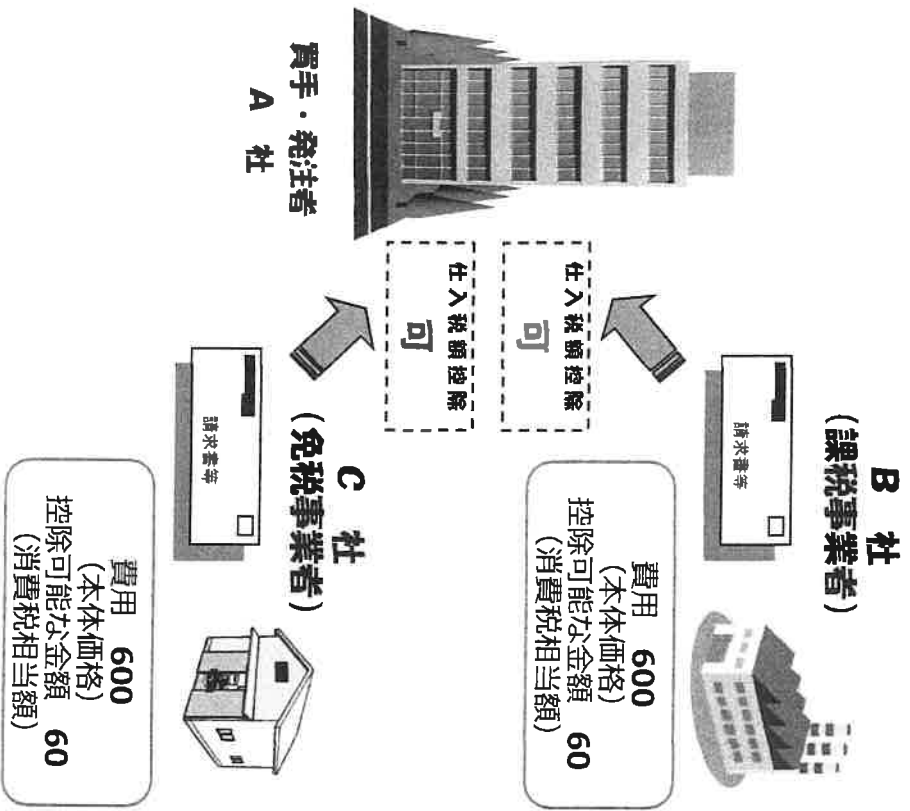 B 社
(課税事業者)
請求書等
費用 600
(本体価格)
控除可能な金額 60
(消費税相当額)
仕入税額控除
可
買手・発注者
A 社
仕入税額控除
可
C 社
(免税事業者)
請求書等
費用 600
(本体価格)
控除可能な金額 60
(消費税相当額)